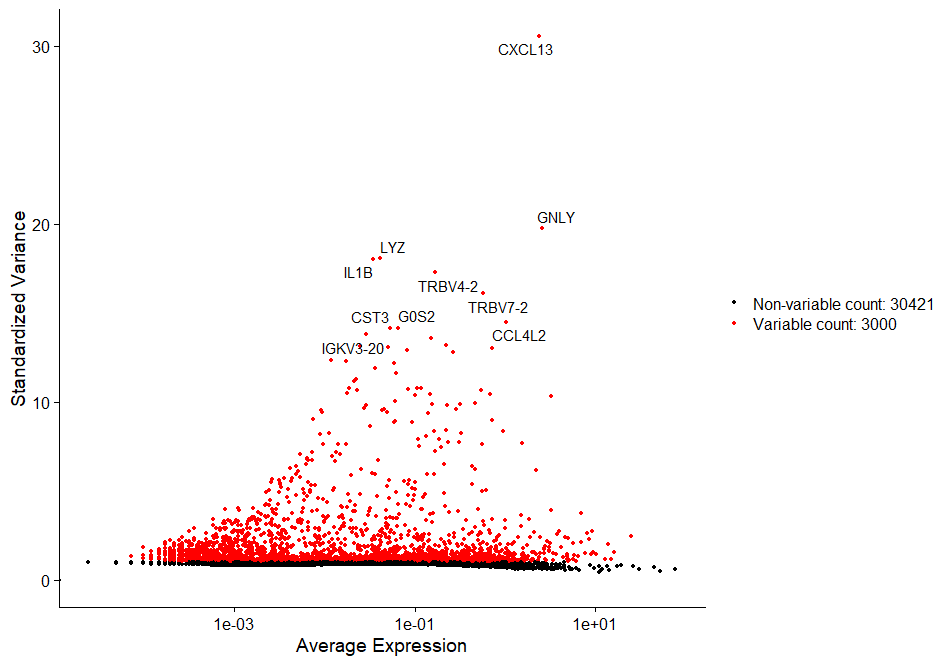 30
CXCL13
GNLY
20
LYZ
IL1B
TRBV4-2
TRBV7-2
CST3
G0S2
CCL4L2
IGKV3-20
10
0
Standardized Variance
1e-03
1e-01
1e+01
Average Expression
Non-variable count: 30421
Variable count: 3000